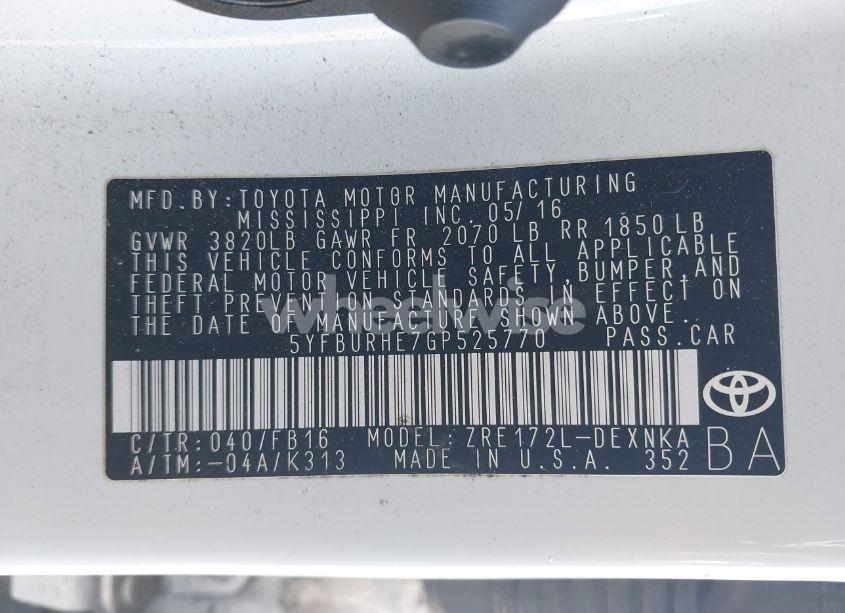 MFD. BY: TOYOTA MOTOR MANUFACTURING
MISSISSIPPI INC. 05/16
GVWR 3820LB GAWR FR 2070 LB RR 1850 LB
THIS VEHICLE CONFORMS TO ALL APPLICABLE
FEDERAL MOTOR VEHICLE SAFETY, BUMPER, AND
THEFT PREVENTION STANDARDS IN EFFECT ON
THE DATE OF MANUFACTURE SHOWN ABOVE.
wheelwise
5YFBURHE7GP525770 PASS. CAR
C/TR: 040/FB16 MODEL: ZRE172L-DEXNKA
A/TM: -04A/K313 MADE IN U.S.A. 352 BA